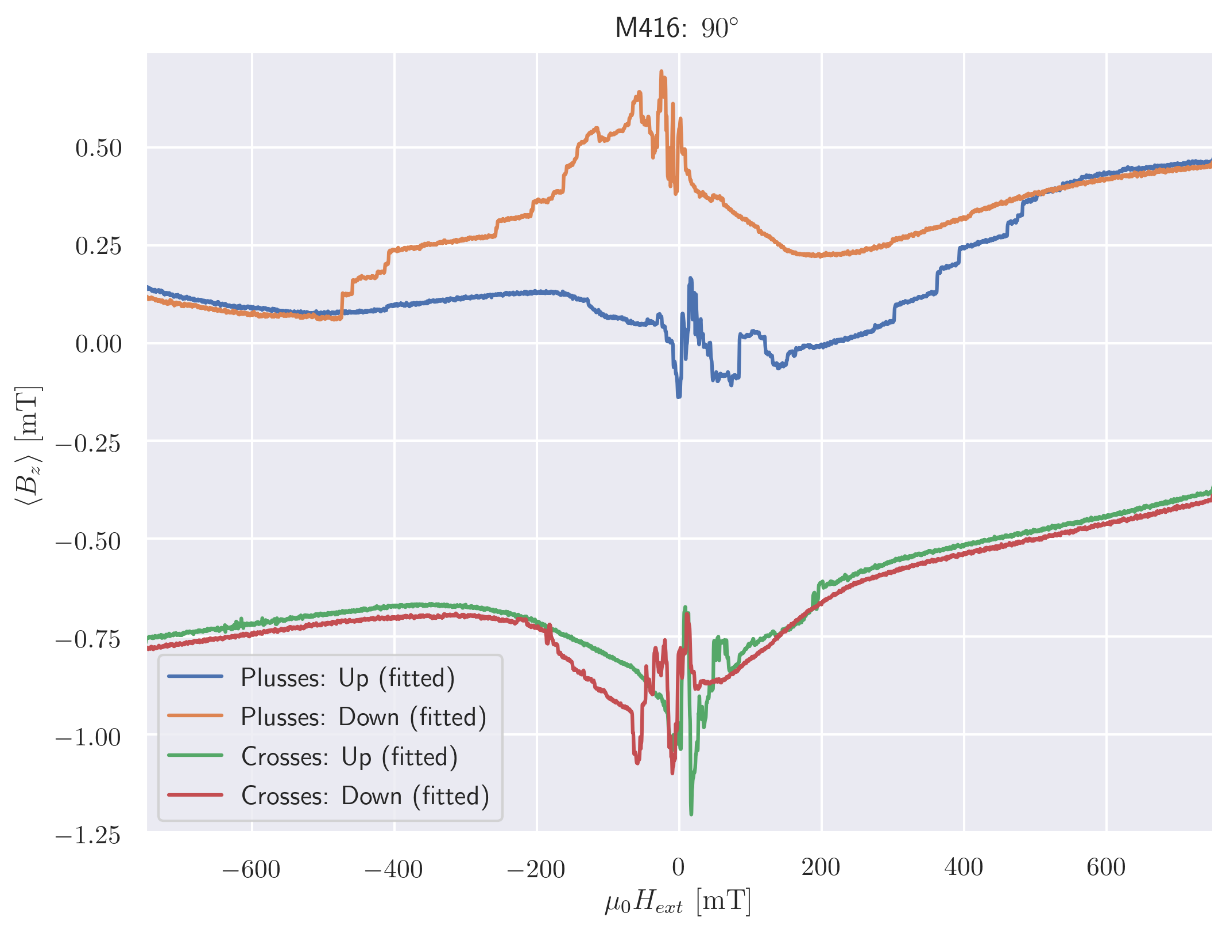 M416: 90°
0.50
0.25
0.00
−0.25
−0.50
−0.75
−1.00
−1.25
⟨B_z⟩ [mT]
Plusses: Up (fitted)
Plusses: Down (fitted)
Crosses: Up (fitted)
Crosses: Down (fitted)
−600 −400 −200 0 200 400 600
μ₀H_ext [mT]